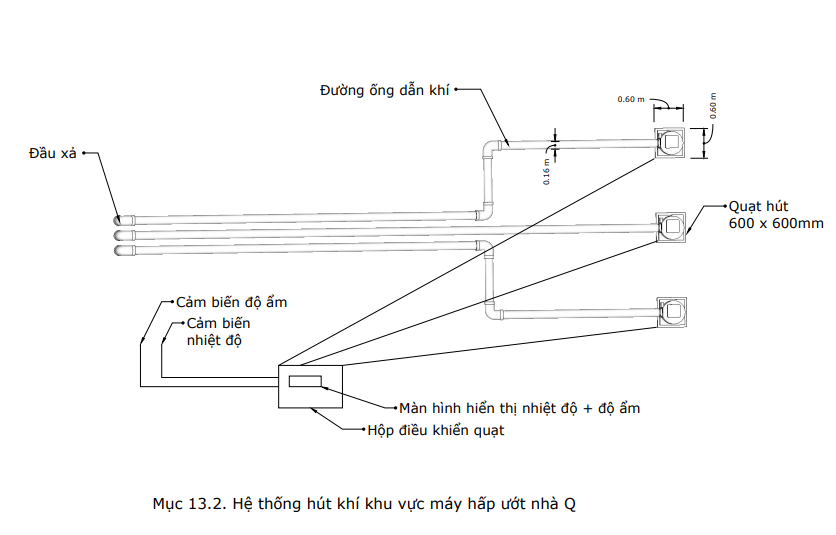 Đường ống dẫn khí
0.60 m
0.60 m
Đầu xả
0.16 m
Quạt hút
600 x 600mm
Cảm biến độ ẩm
Cảm biến
nhiệt độ
Màn hình hiển thị nhiệt độ + độ ẩm
Hộp điều khiển quạt
Mục 13.2. Hệ thống hút khí khu vực máy hấp ướt nhà Q